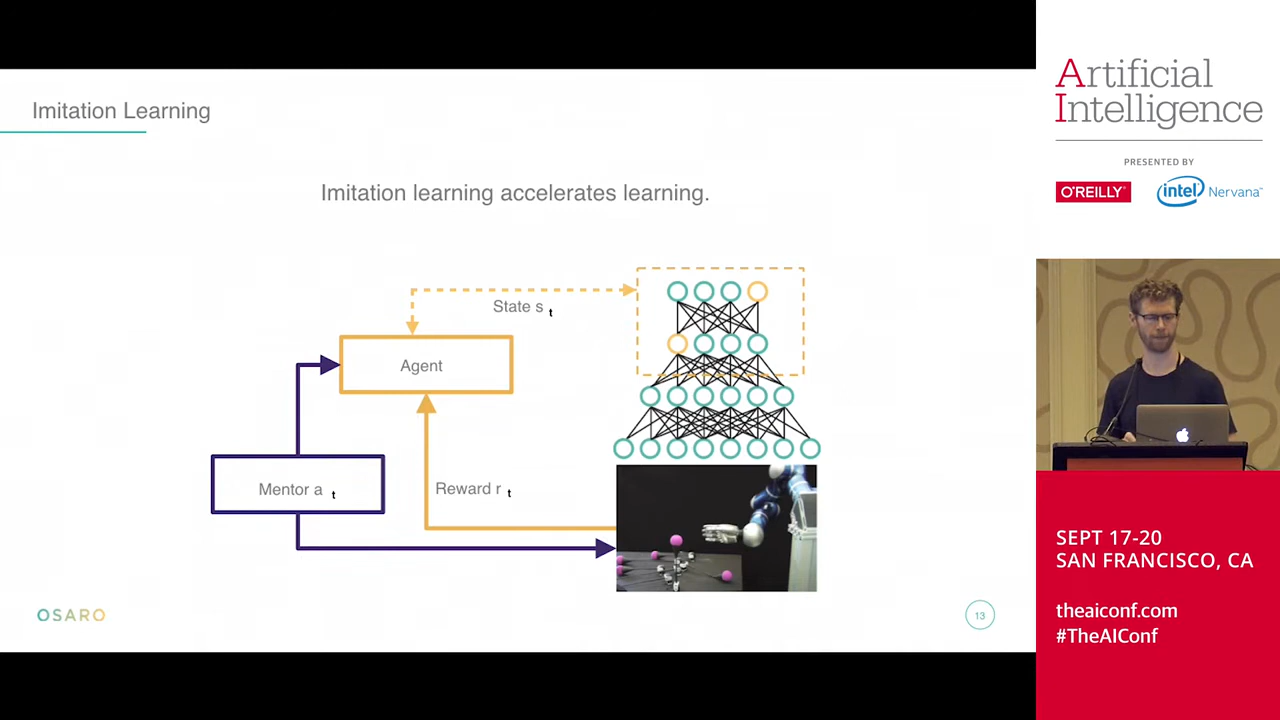 Imitation Learning
Imitation learning accelerates learning.
State s t
Agent
Mentor a t
Reward r t
OSARO
13
Artificial
Intelligence
PRESENTED BY
O'REILLY
intel Nervana™
SEPT 17-20
SAN FRANCISCO, CA
theaiconf.com
#TheAIConf